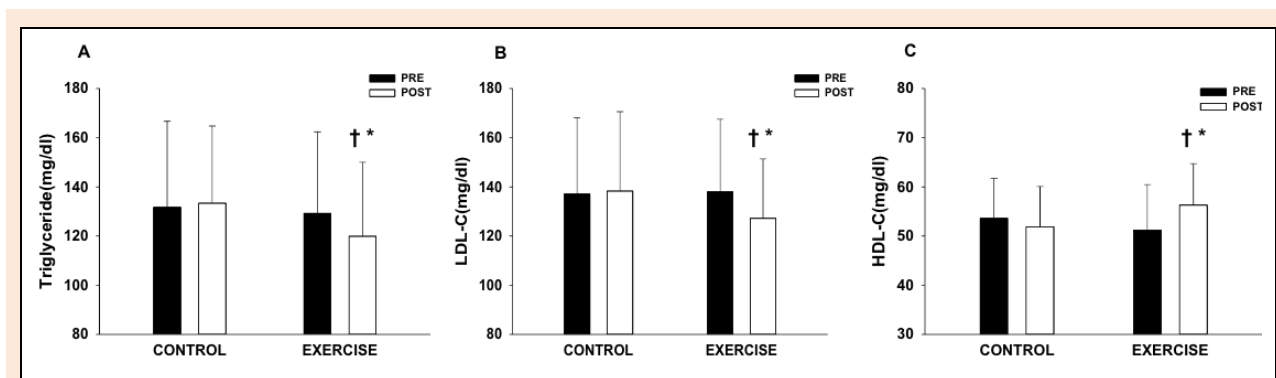 A
PRE
POST
Triglyceride(mg/dl)
180
160
140
120
100
80
† *
CONTROL
EXERCISE
B
PRE
POST
LDL-C(mg/dl)
180
160
140
120
100
80
† *
CONTROL
EXERCISE
C
PRE
POST
HDL-C(mg/dl)
80
70
60
50
40
30
† *
CONTROL
EXERCISE